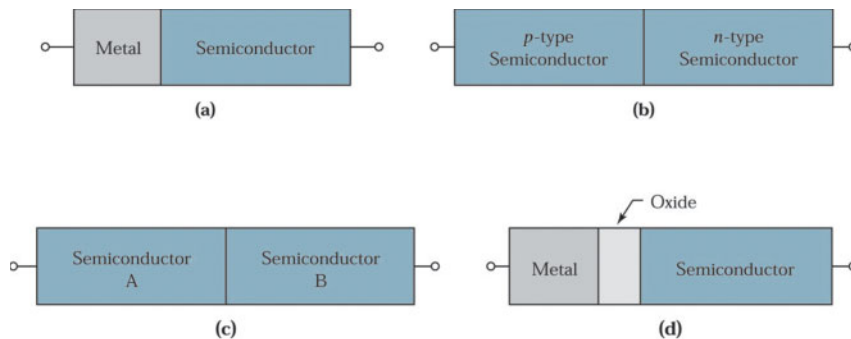 Metal
Semiconductor
(a)
p-type
Semiconductor
n-type
Semiconductor
(b)
Semiconductor
A
Semiconductor
B
(c)
Oxide
Metal
Semiconductor
(d)